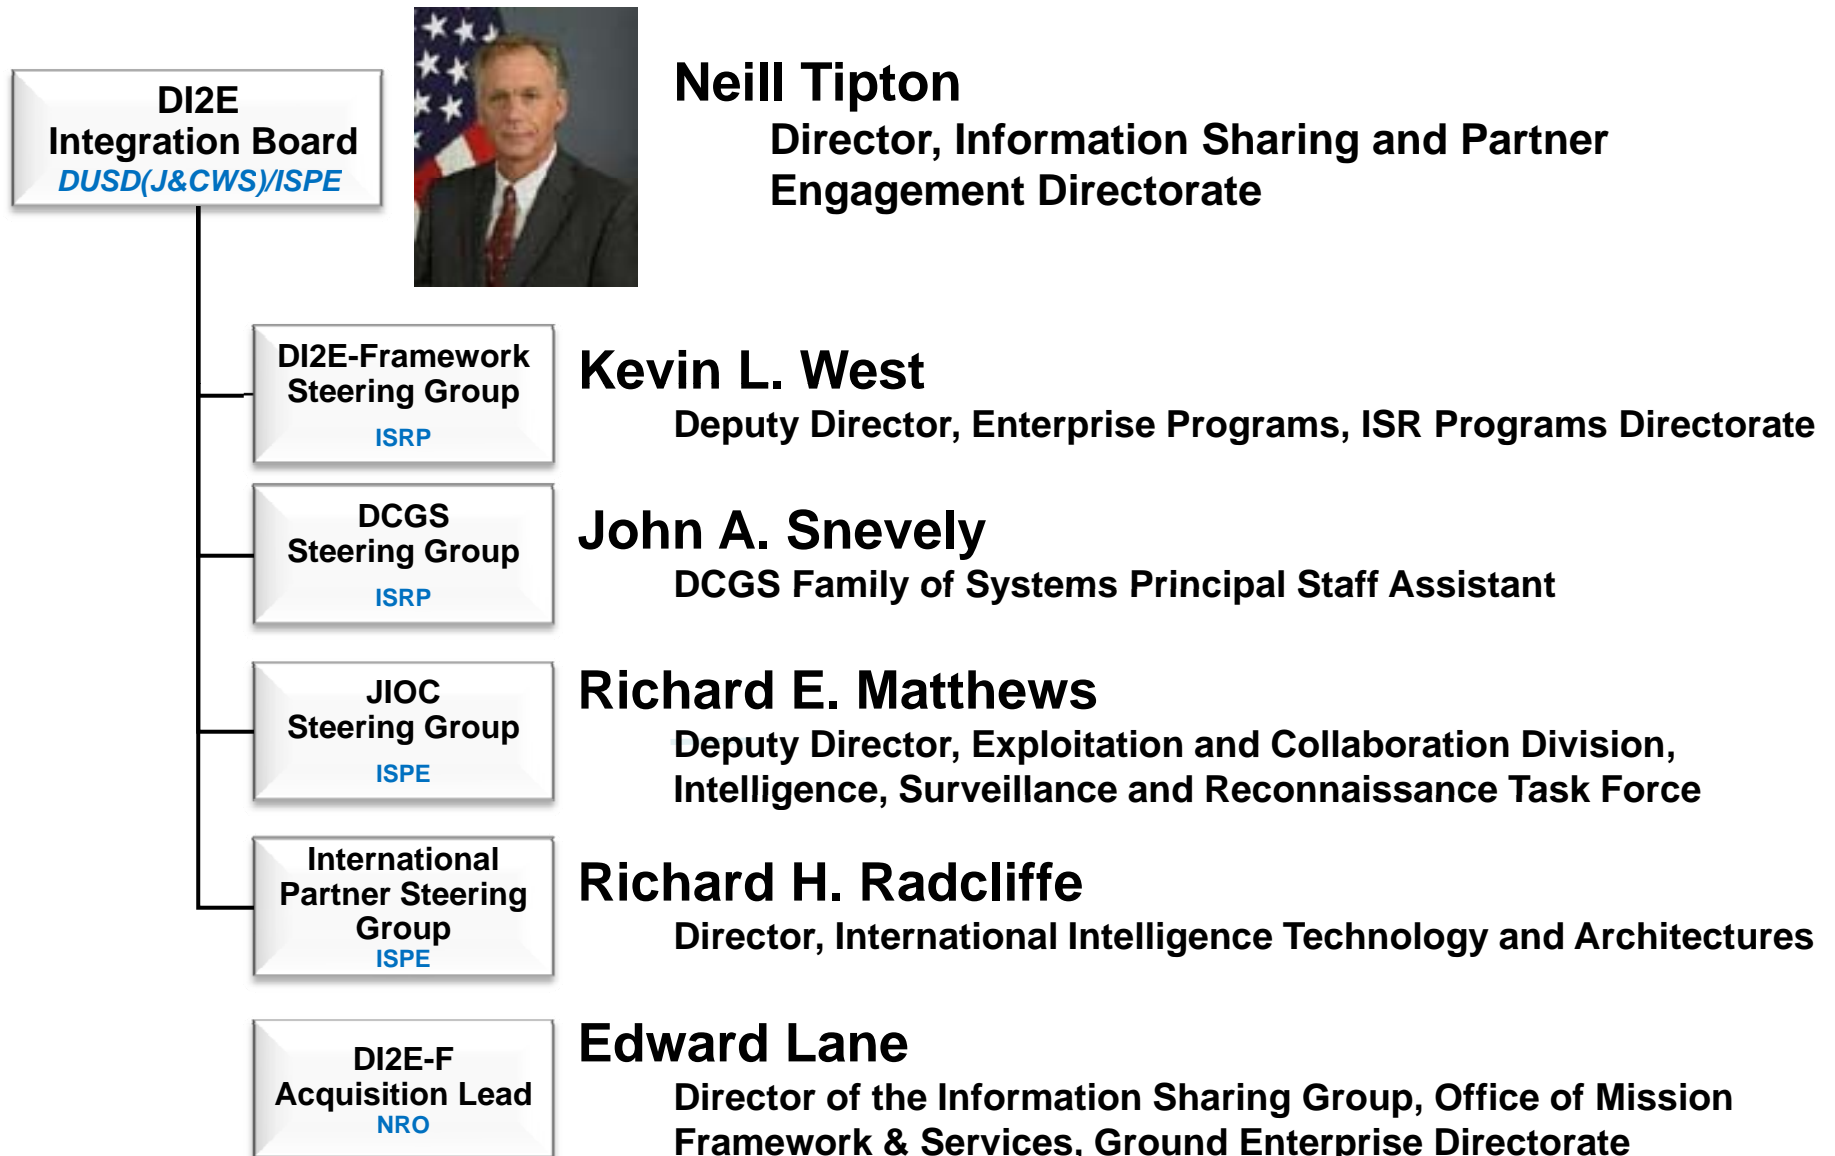 DI2E
Integration Board
DUSD(J&CWS)/ISPE
Neill Tipton
Director, Information Sharing and Partner
Engagement Directorate
DI2E-Framework
Steering Group
ISRP
Kevin L. West
Deputy Director, Enterprise Programs, ISR Programs Directorate
DCGS
Steering Group
ISRP
John A. Snevely
DCGS Family of Systems Principal Staff Assistant
JIOC
Steering Group
ISPE
Richard E. Matthews
Deputy Director, Exploitation and Collaboration Division,
Intelligence, Surveillance and Reconnaissance Task Force
International
Partner Steering
Group
ISPE
Richard H. Radcliffe
Director, International Intelligence Technology and Architectures
DI2E-F
Acquisition Lead
NRO
Edward Lane
Director of the Information Sharing Group, Office of Mission
Framework & Services, Ground Enterprise Directorate